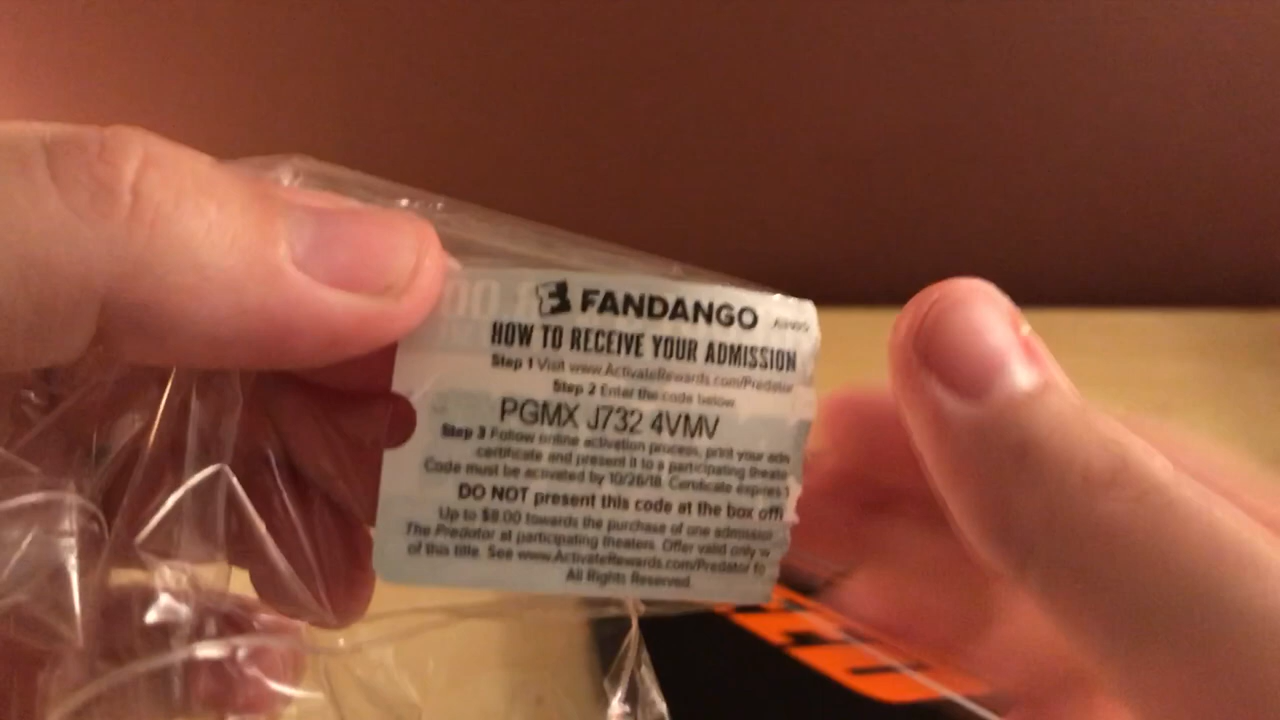 FANDANGO
HOW TO RECEIVE YOUR ADMISSION
Step 1 Visit www.ActivateRewards.com/Predator
Step 2 Enter the code below
PGMX J732 4VMV
Step 3 Follow online activation process, print your adm
certificate and present it to a participating theate
Code must be activated by 10/26/18. Certificate expires
DO NOT present this code at the box offi
Up to $8.00 towards the purchase of one admission
The Predator at participating theaters. Offer valid only w
of this title. See www.ActivateRewards.com/Predator fo
All Rights Reserved.